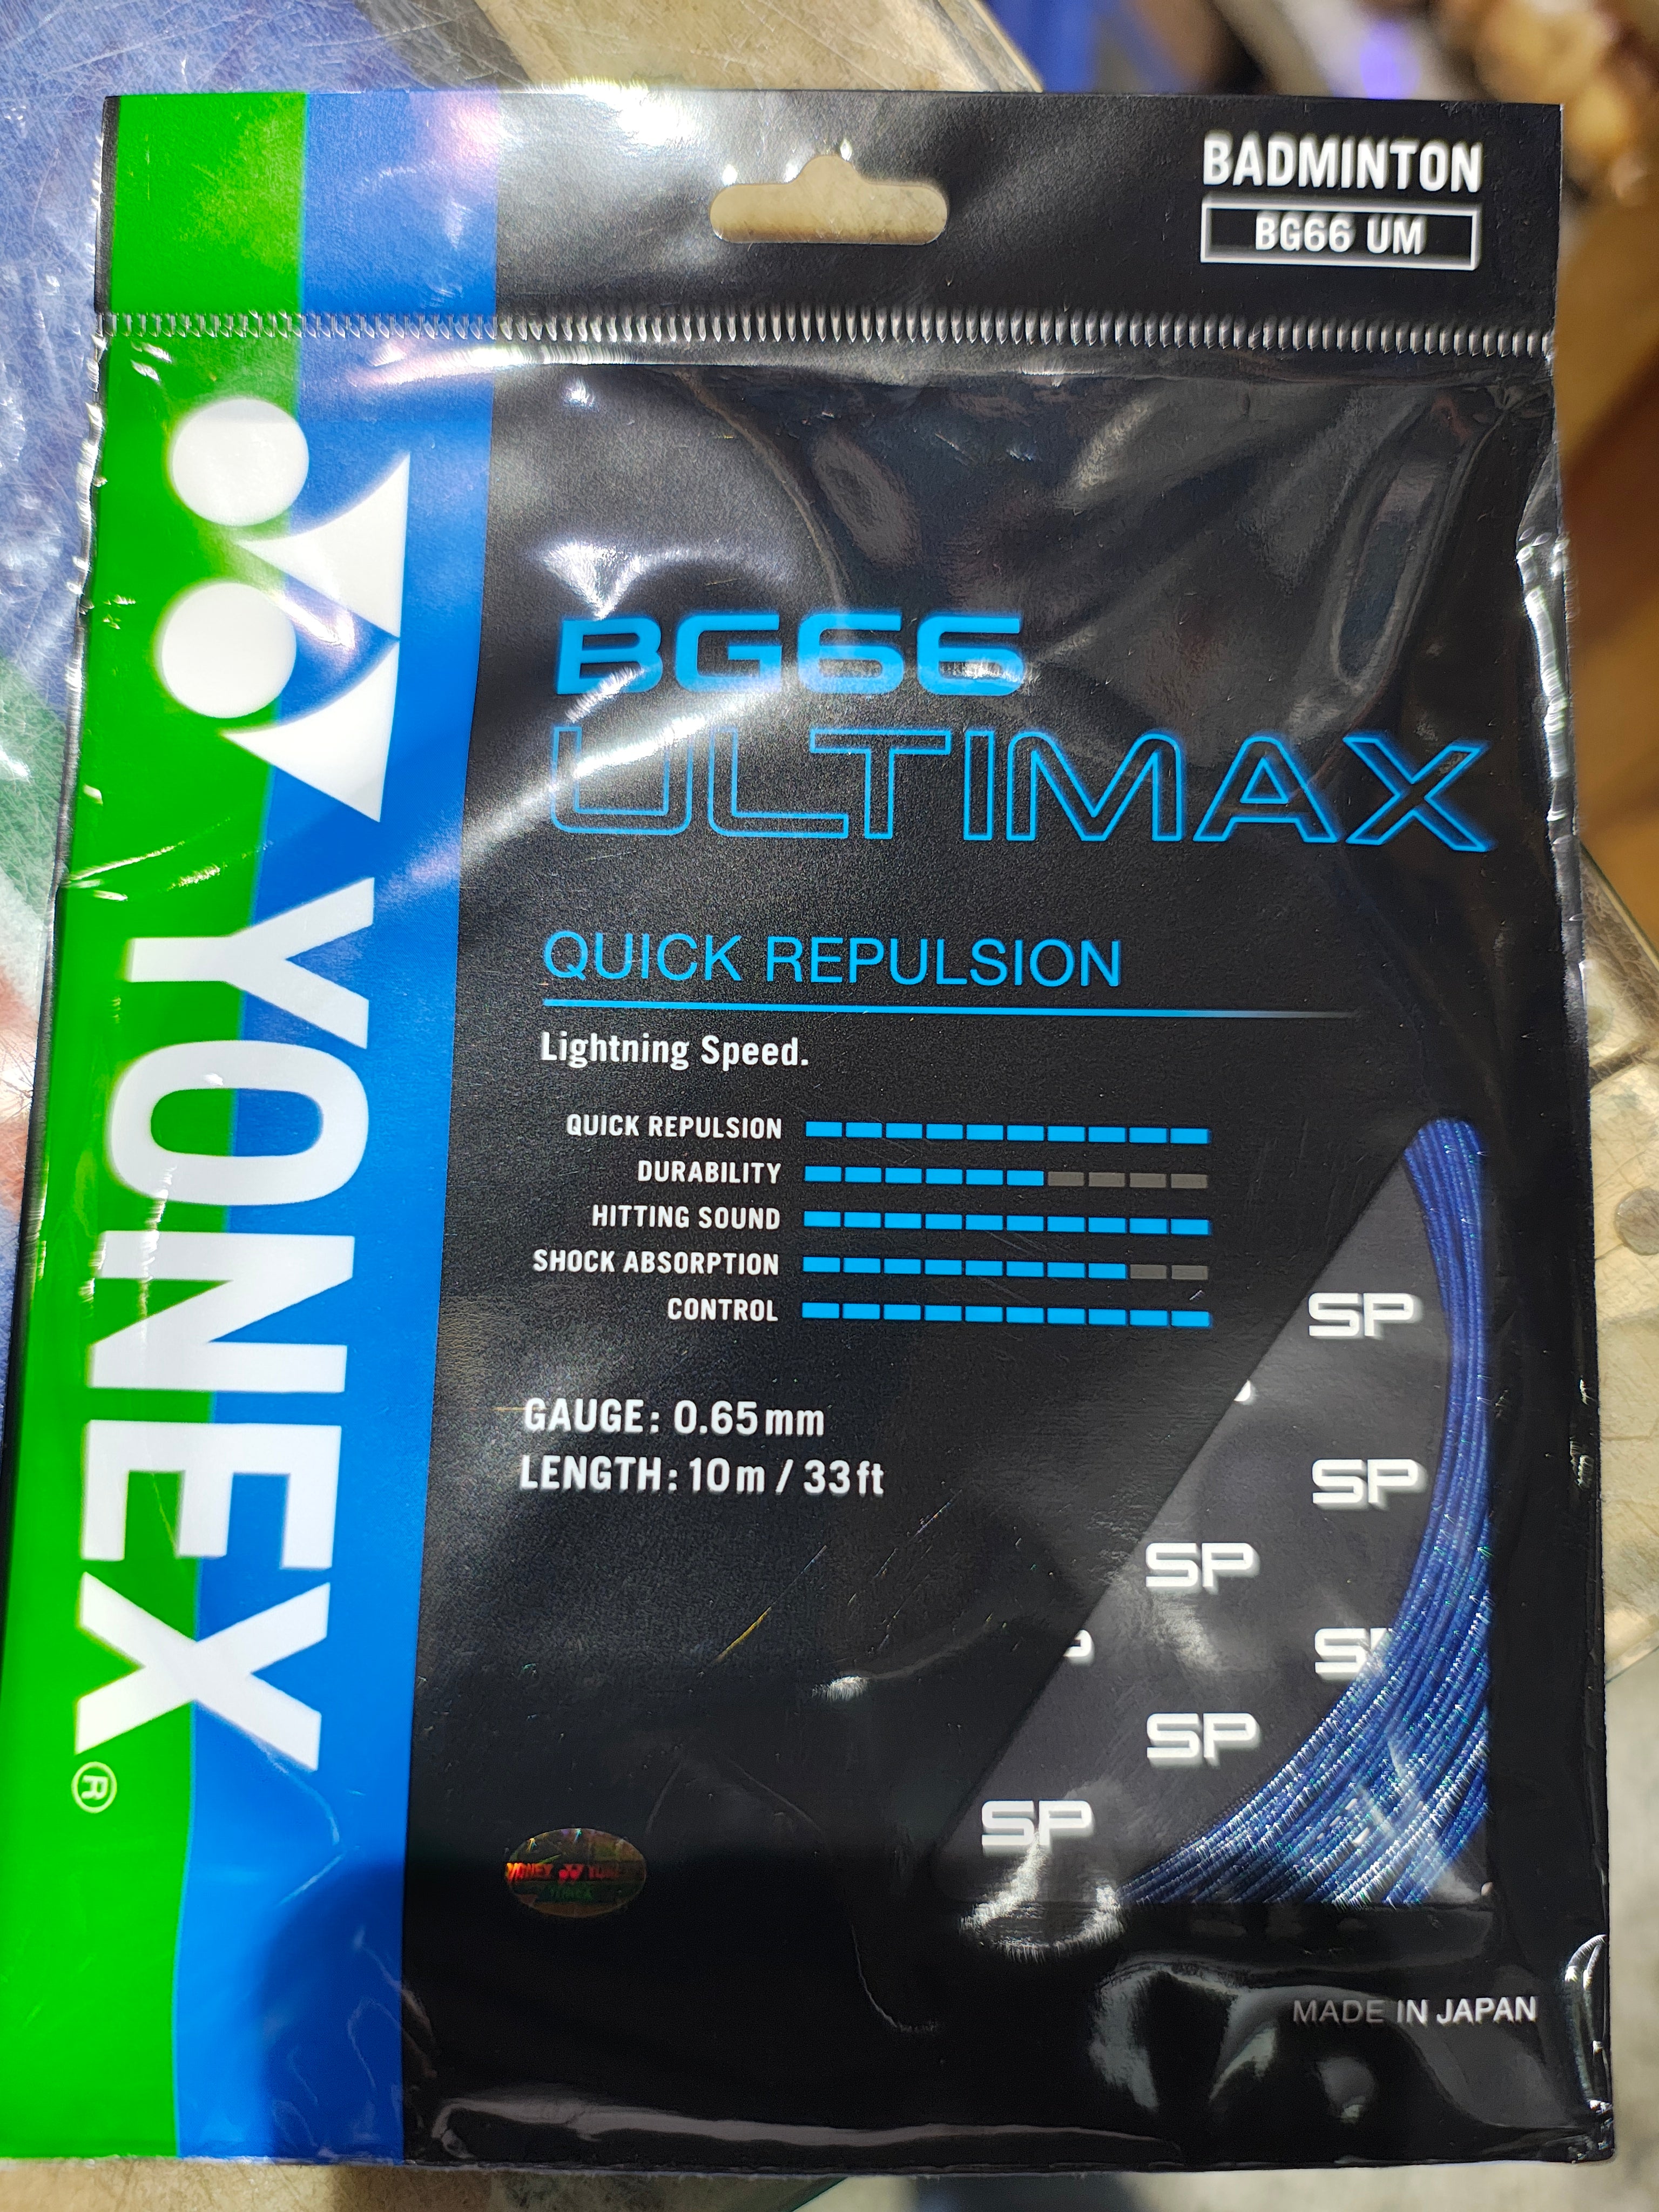 BADMINTON
BG66 UM
YONEX®
BG66
ULTIMAX
QUICK REPULSION
Lightning Speed.
QUICK REPULSION
DURABILITY
HITTING SOUND
SHOCK ABSORPTION
CONTROL
GAUGE: 0.65mm
LENGTH: 10m / 33ft
SP
SP
SP
SP
SP
YONEX
MADE IN JAPAN